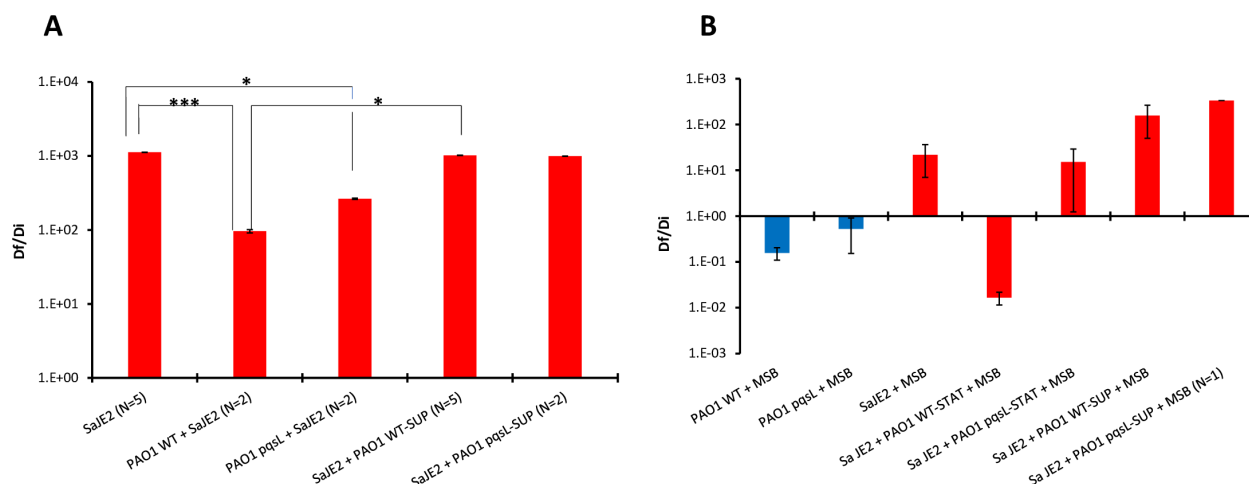 A
1.E+04
1.E+03
1.E+02
1.E+01
1.E+00
Df/Di
*
***
*
SaJE2 (N=5)
PAO1 WT + SaJE2 (N=2)
PAO1 pqsL + SaJE2 (N=2)
SaJE2 + PAO1 WT-SUP (N=5)
SaJE2 + PAO1 pqsL-SUP (N=2)
B
1.E+03
1.E+02
1.E+01
1.E+00
1.E-01
1.E-02
1.E-03
Df/Di
PAO1 WT + MSB
PAO1 pqsL + MSB
SaJE2 + MSB
Sa JE2 + PAO1 WT-STAT + MSB
Sa JE2 + PAO1 pqsL-STAT + MSB
Sa JE2 + PAO1 WT-SUP + MSB
Sa JE2 + PAO1 pqsL-SUP + MSB (N=1)